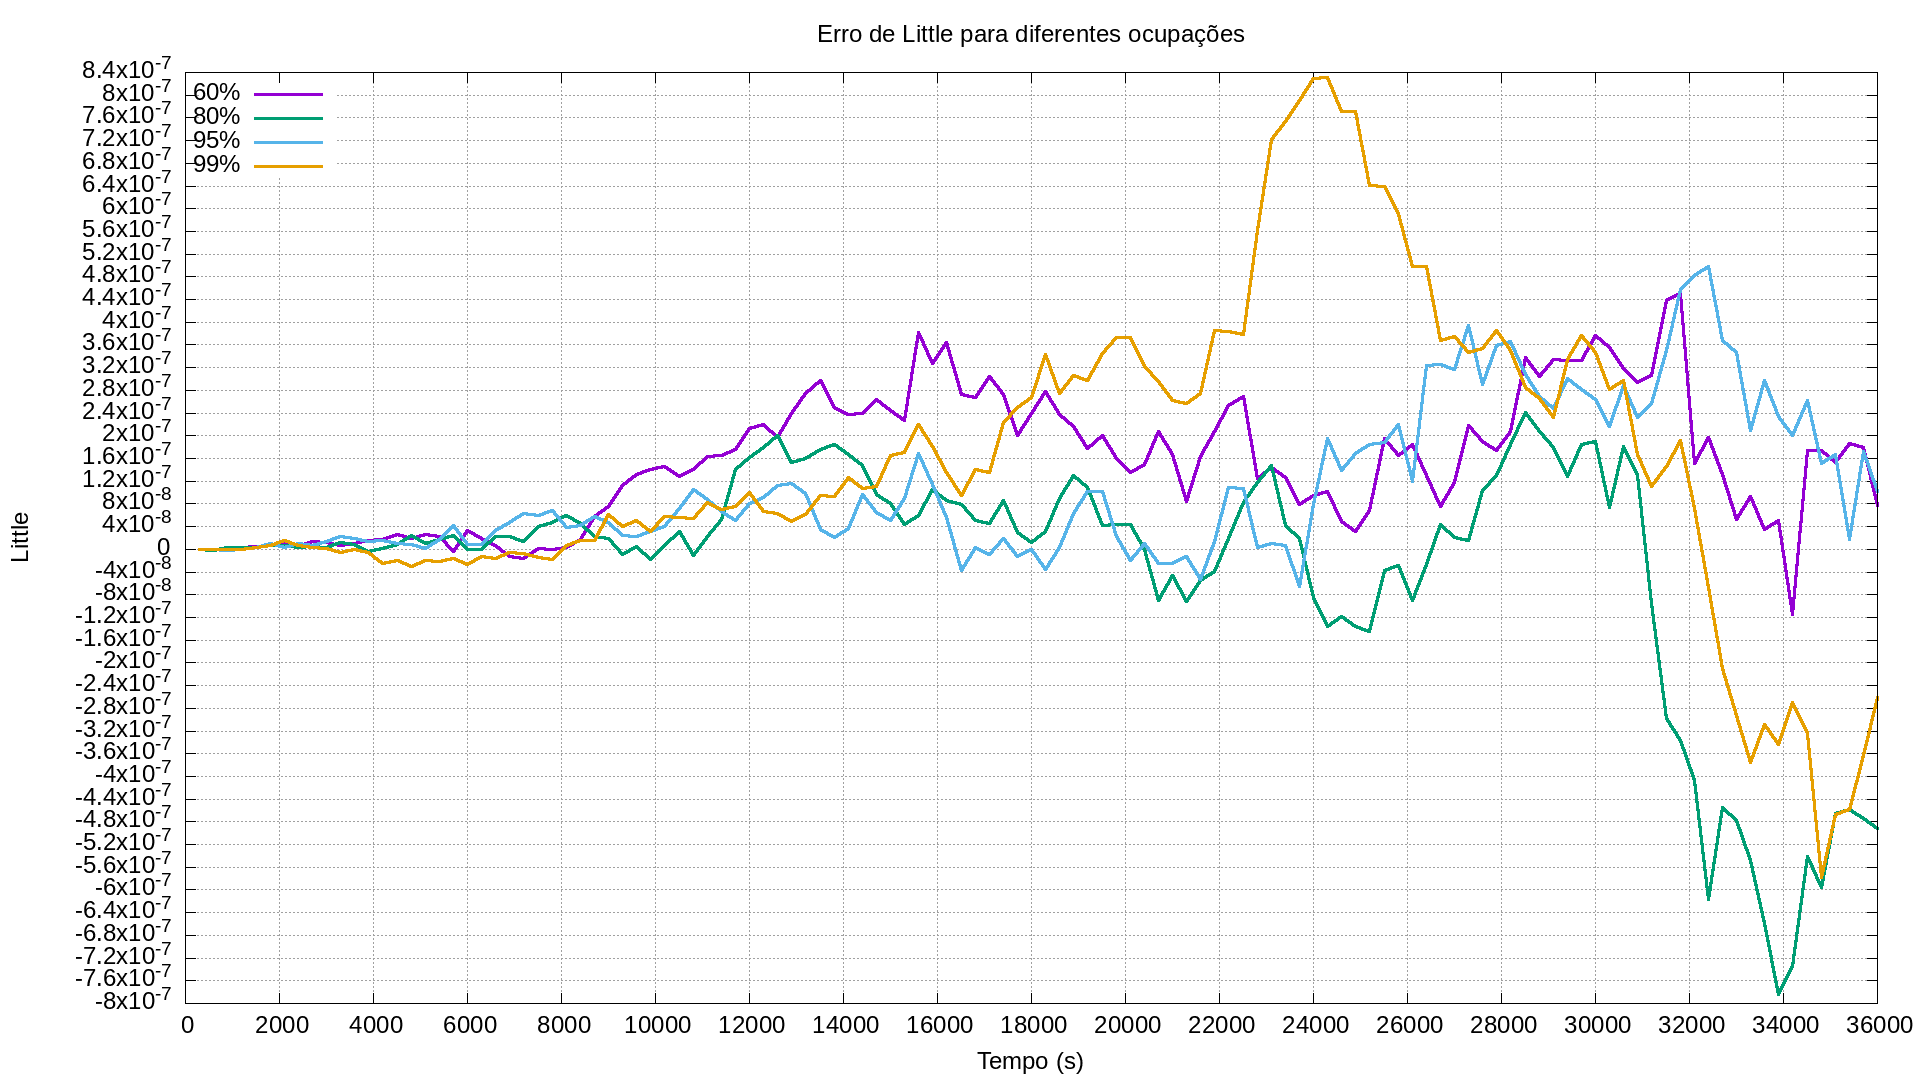 Erro de Little para diferentes ocupações
8.4x10⁻⁷
8x10⁻⁷
7.6x10⁻⁷
7.2x10⁻⁷
6.8x10⁻⁷
6.4x10⁻⁷
6x10⁻⁷
5.6x10⁻⁷
5.2x10⁻⁷
4.8x10⁻⁷
4.4x10⁻⁷
4x10⁻⁷
3.6x10⁻⁷
3.2x10⁻⁷
2.8x10⁻⁷
2.4x10⁻⁷
2x10⁻⁷
1.6x10⁻⁷
1.2x10⁻⁷
8x10⁻⁸
4x10⁻⁸
0
-4x10⁻⁸
-8x10⁻⁸
-1.2x10⁻⁷
-1.6x10⁻⁷
-2x10⁻⁷
-2.4x10⁻⁷
-2.8x10⁻⁷
-3.2x10⁻⁷
-3.6x10⁻⁷
-4x10⁻⁷
-4.4x10⁻⁷
-4.8x10⁻⁷
-5.2x10⁻⁷
-5.6x10⁻⁷
-6x10⁻⁷
-6.4x10⁻⁷
-6.8x10⁻⁷
-7.2x10⁻⁷
-7.6x10⁻⁷
-8x10⁻⁷
60%
80%
95%
99%
Little
0 2000 4000 6000 8000 10000 12000 14000 16000 18000 20000 22000 24000 26000 28000 30000 32000 34000 36000
Tempo (s)